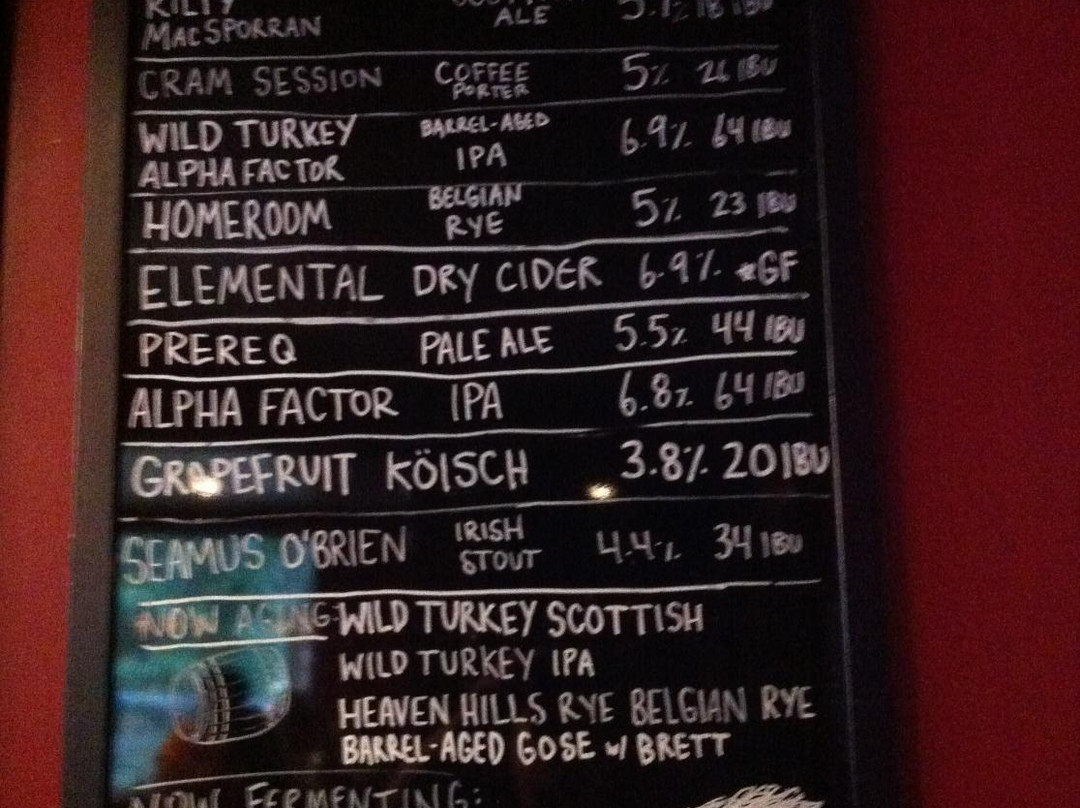 KILTY
MACSPORRAN ALE
CRAM SESSION COFFEE PORTER 5% 26 IBU
WILD TURKEY ALPHA FACTOR BARREL-AGED IPA 6.9% 64 IBU
HOMEROOM BELGIAN RYE 5% 23 IBU
ELEMENTAL DRY CIDER 6.9% *GF
PREREQ PALE ALE 5.5% 44 IBU
ALPHA FACTOR IPA 6.8% 64 IBU
GRAPEFRUIT KÖLSCH 3.8% 20 IBU
SEAMUS O'BRIEN IRISH STOUT 4.4% 34 IBU
NOW AGING: WILD TURKEY SCOTTISH
WILD TURKEY IPA
HEAVEN HILLS RYE BELGIAN RYE
BARREL-AGED GOSE w/ BRETT
NOW FERMENTING: